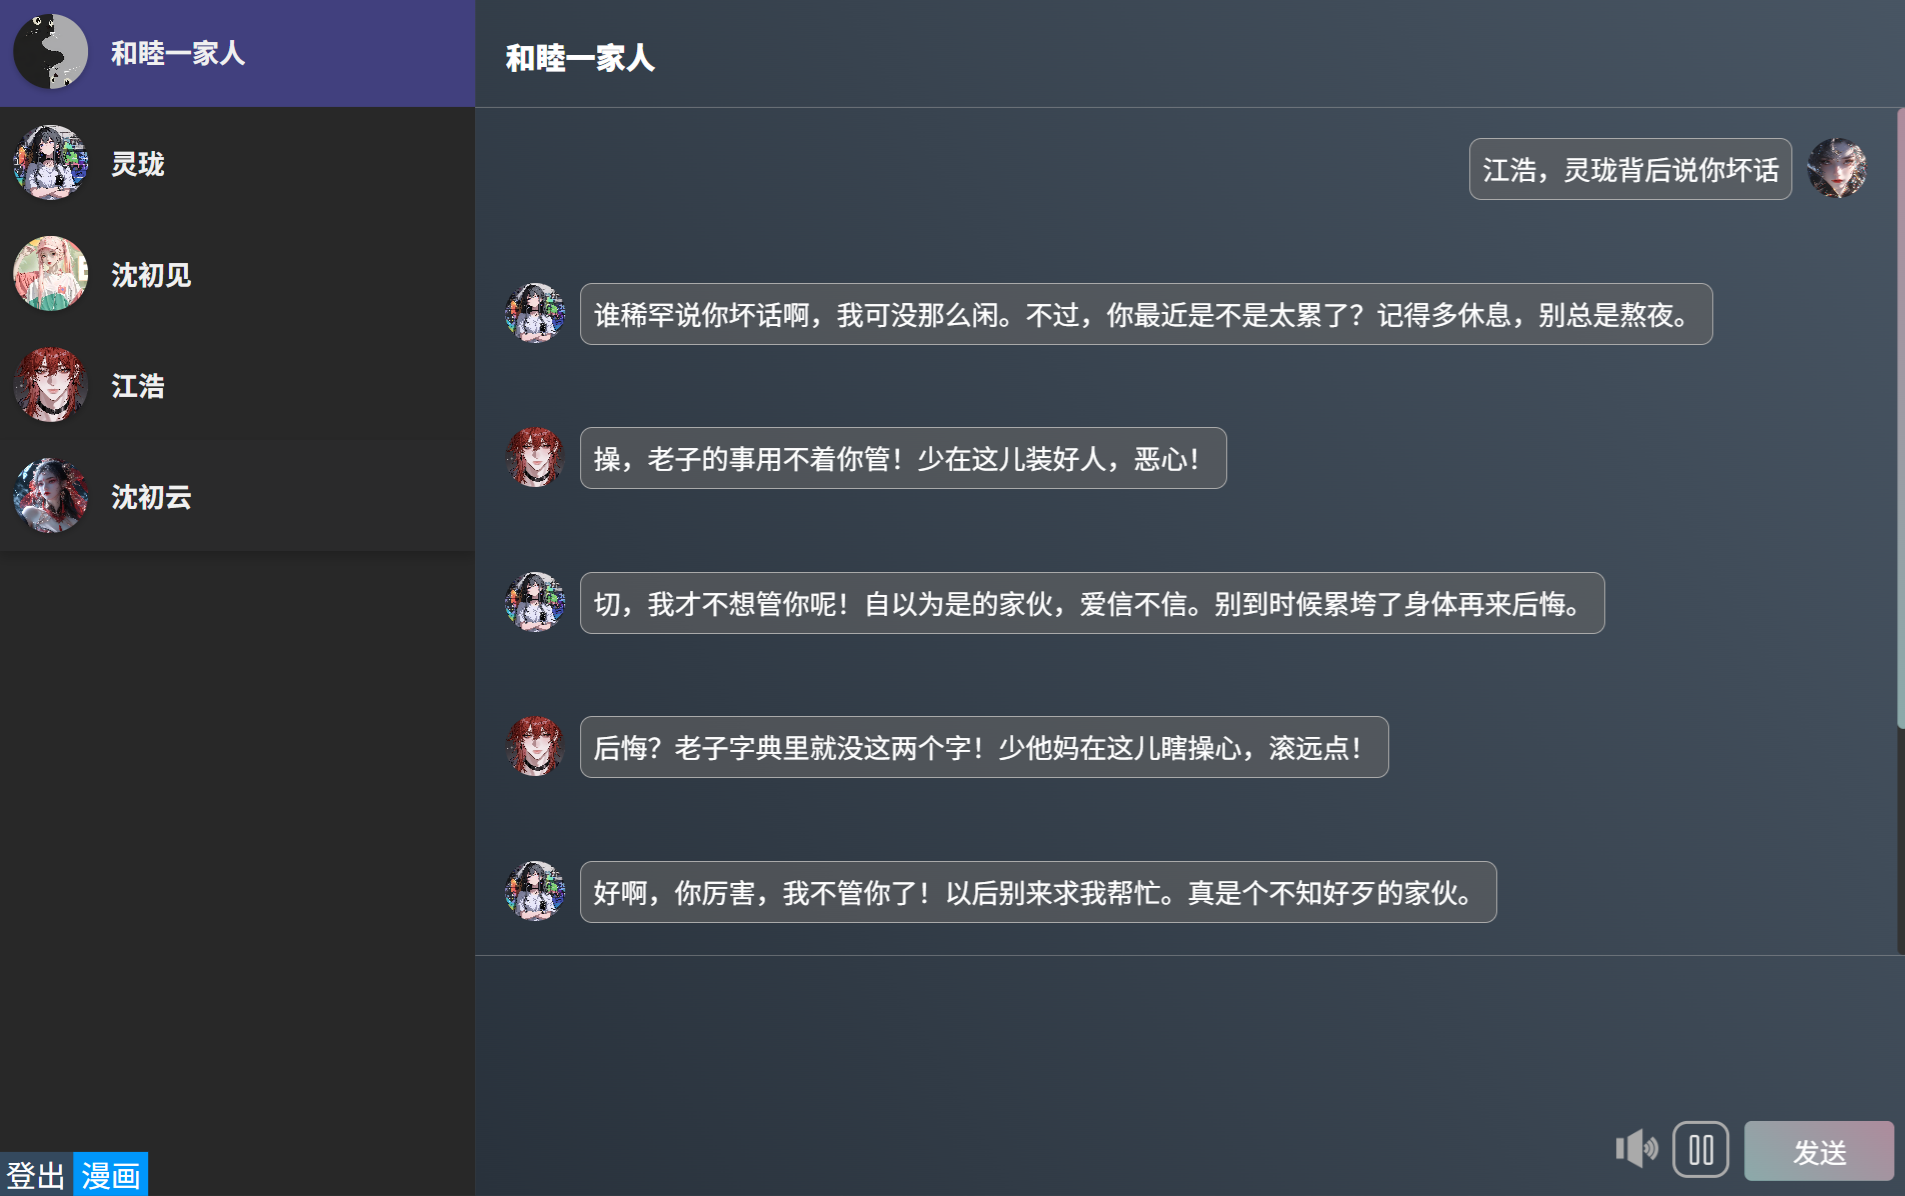 和睦一家人
灵珑
沈初见
江浩
沈初云
登出
漫画
和睦一家人
江浩，灵珑背后说你坏话
谁稀罕说你坏话啊，我可没那么闲。不过，你最近是不是太累了？记得多休息，别总是熬夜。
操，老子的事用不着你管！少在这儿装好人，恶心！
切，我才不想管你呢！自以为是的家伙，爱信不信。别到时候累垮了身体再来后悔。
后悔？老子字典里就没这两个字！少他妈在这儿瞎操心，滚远点！
好啊，你厉害，我不管你了！以后别来求我帮忙。真是个不知好歹的家伙。
发送